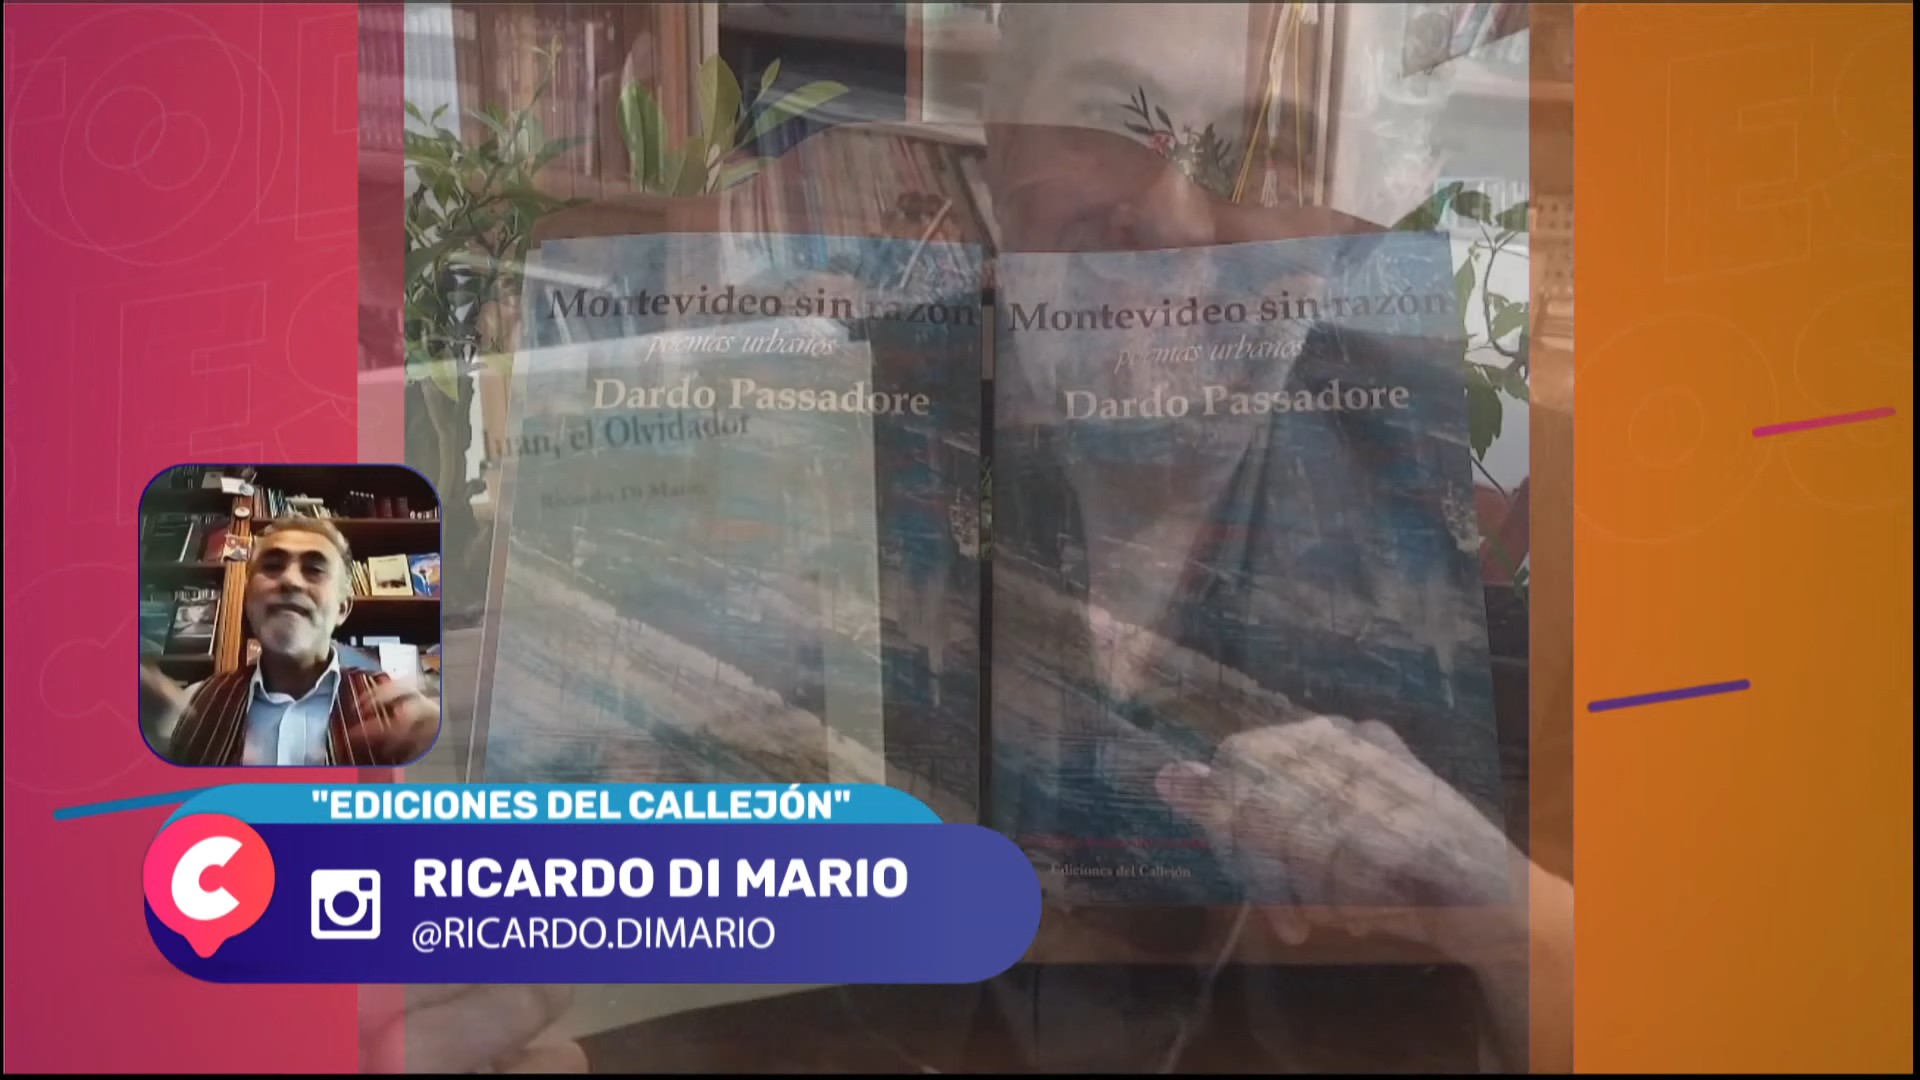 Montevideo sin razón
poemas urbanos
Dardo Passadore
Juan, el Olvidador
Ricardo Di Mario
Montevideo sin razón
poemas urbanos
Dardo Passadore
Ediciones del Callejón
"EDICIONES DEL CALLEJÓN"
C
RICARDO DI MARIO
@RICARDO.DIMARIO